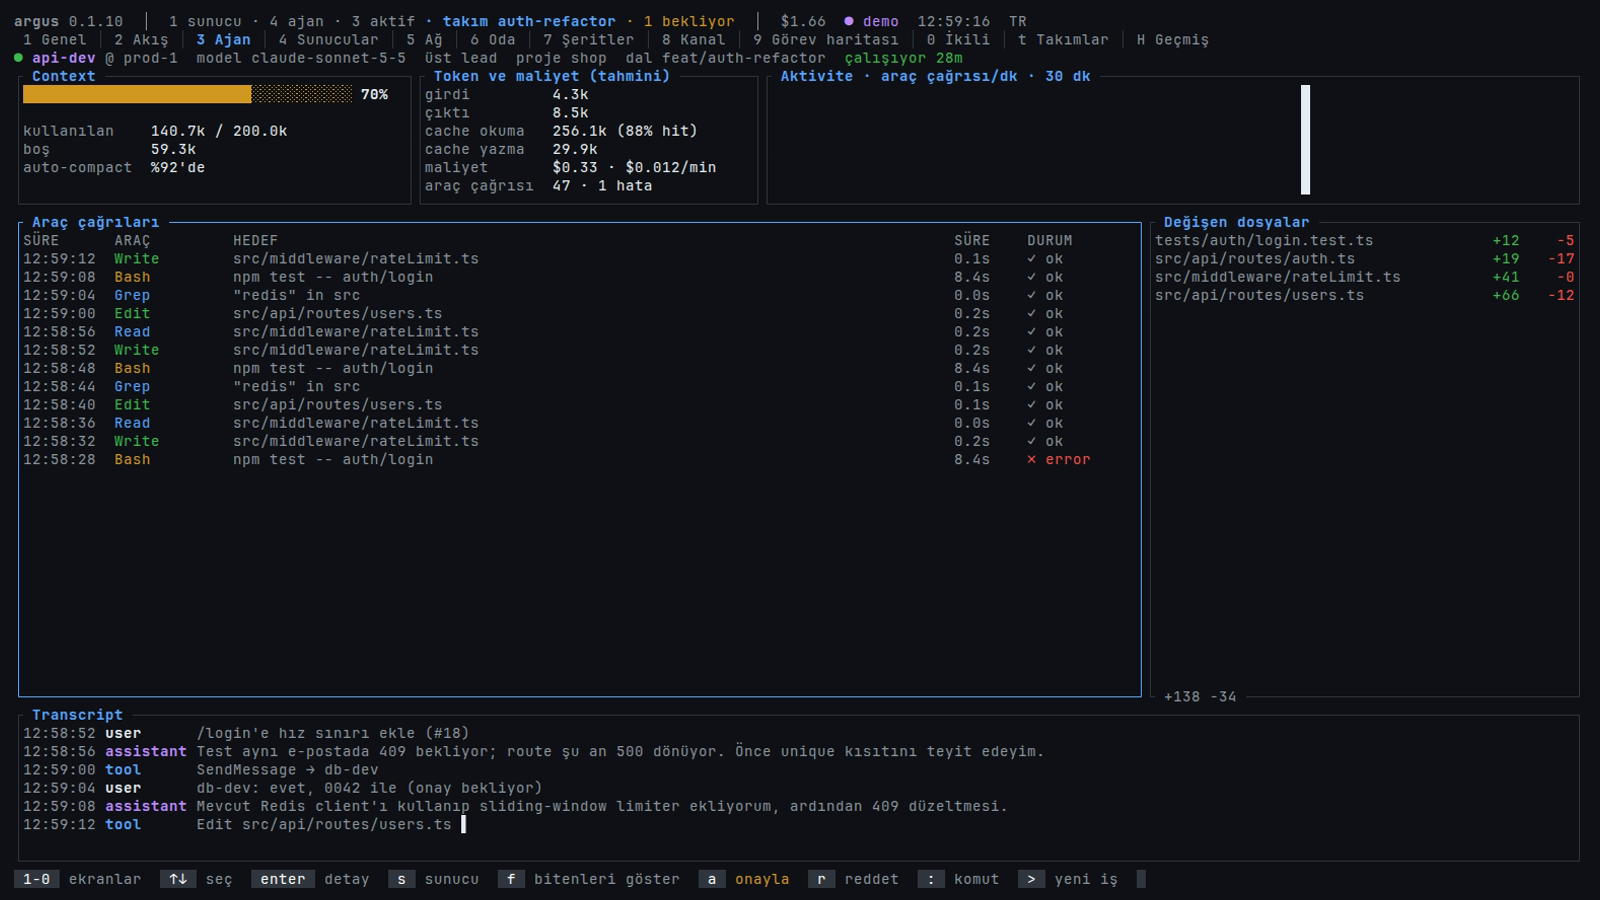 argus 0.1.10 │ 1 sunucu · 4 ajan · 3 aktif · takım auth-refactor · 1 bekliyor │ $1.66 ● demo 12:59:16 TR
1 Genel │ 2 Akış │ 3 Ajan │ 4 Sunucular │ 5 Ağ │ 6 Oda │ 7 Şeritler │ 8 Kanal │ 9 Görev haritası │ 0 İkili │ t Takımlar │ H Geçmiş
● api-dev @ prod-1 model claude-sonnet-5-5 üst lead proje shop dal feat/auth-refactor çalışıyor 28m
Context
70%
kullanılan 140.7k / 200.0k
boş 59.3k
auto-compact %92'de
Token ve maliyet (tahmini)
girdi 4.3k
çıktı 8.5k
cache okuma 256.1k (88% hit)
cache yazma 29.9k
maliyet $0.33 · $0.012/min
araç çağrısı 47 · 1 hata
Aktivite · araç çağrısı/dk · 30 dk
Araç çağrıları
SÜRE ARAÇ HEDEF SÜRE DURUM
12:59:12 Write src/middleware/rateLimit.ts 0.1s ✓ ok
12:59:08 Bash npm test -- auth/login 8.4s ✓ ok
12:59:04 Grep "redis" in src 0.0s ✓ ok
12:59:00 Edit src/api/routes/users.ts 0.2s ✓ ok
12:58:56 Read src/middleware/rateLimit.ts 0.2s ✓ ok
12:58:52 Write src/middleware/rateLimit.ts 0.2s ✓ ok
12:58:48 Bash npm test -- auth/login 8.4s ✓ ok
12:58:44 Grep "redis" in src 0.1s ✓ ok
12:58:40 Edit src/api/routes/users.ts 0.1s ✓ ok
12:58:36 Read src/middleware/rateLimit.ts 0.0s ✓ ok
12:58:32 Write src/middleware/rateLimit.ts 0.2s ✓ ok
12:58:28 Bash npm test -- auth/login 8.4s × error
Değişen dosyalar
tests/auth/login.test.ts +12 -5
src/api/routes/auth.ts +19 -17
src/middleware/rateLimit.ts +41 -0
src/api/routes/users.ts +66 -12
+138 -34
Transcript
12:58:52 user /login'e hız sınırı ekle (#18)
12:58:56 assistant Test aynı e-postada 409 bekliyor; route şu an 500 dönüyor. Önce unique kısıtını teyit edeyim.
12:59:00 tool SendMessage → db-dev
12:59:04 user db-dev: evet, 0042 ile (onay bekliyor)
12:59:08 assistant Mevcut Redis client'ı kullanıp sliding-window limiter ekliyorum, ardından 409 düzeltmesi.
12:59:12 tool Edit src/api/routes/users.ts
1-0 ekranlar ↑↓ seç enter detay s sunucu f bitenleri göster a onayla r reddet : komut > yeni iş